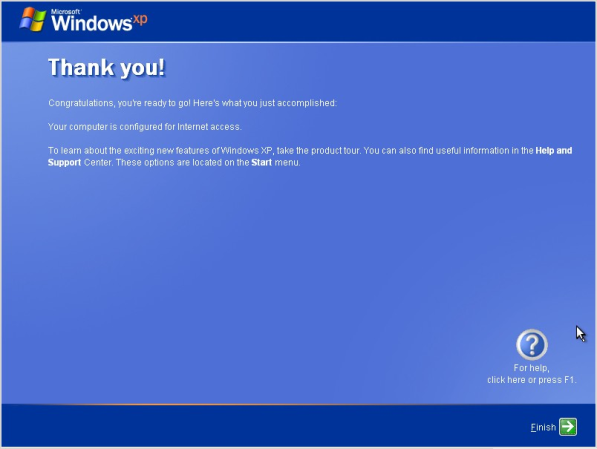 Microsoft
Windows xp
Thank you!
Congratulations, you're ready to go! Here's what you just accomplished:
Your computer is configured for Internet access.
To learn about the exciting new features of Windows XP, take the product tour. You can also find useful information in the Help and
Support Center. These options are located on the Start menu.
?
For help,
click here or press F1.
Finish